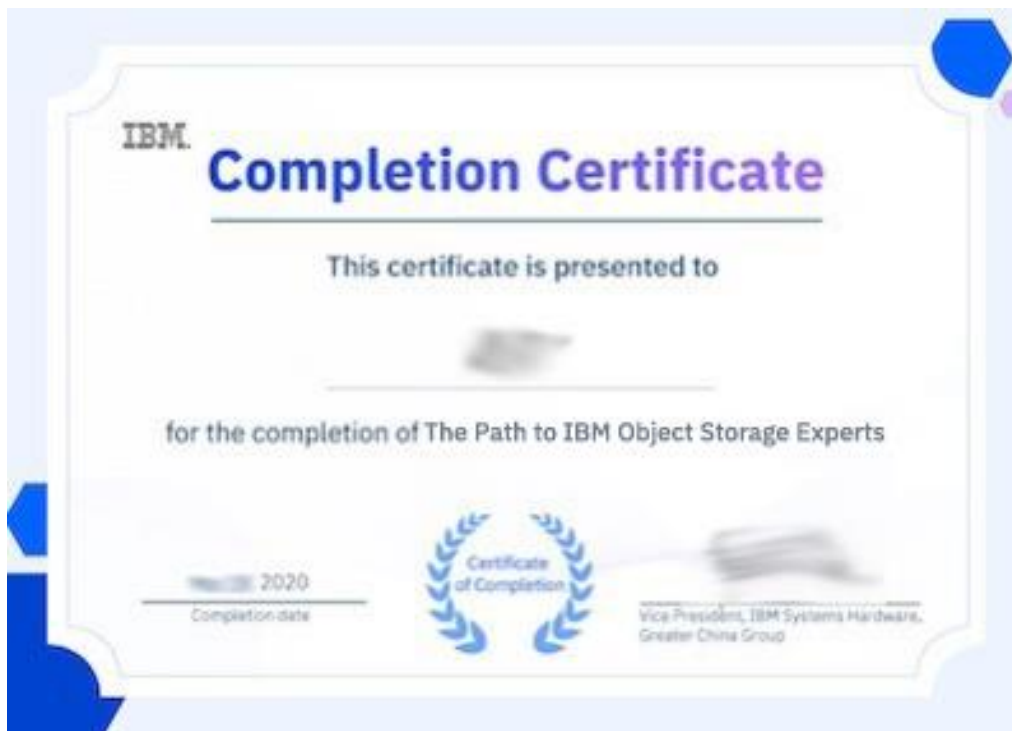 IBM.
Completion Certificate
This certificate is presented to
for the completion of The Path to IBM Object Storage Experts
Certificate
of Completion
2020
Completion date
Vice President, IBM Systems Hardware,
Greater China Group